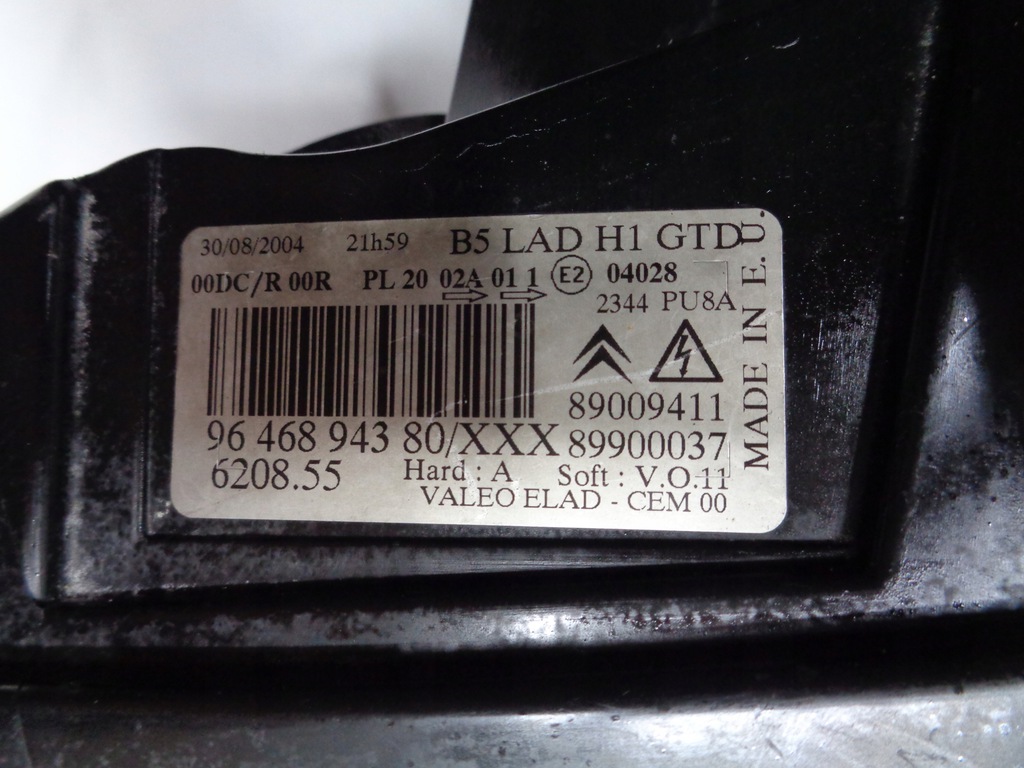 30/08/2004 21h59 B5 LAD H1 GTD
00DC/R 00R PL 20 02A 01 1 E2 04028
2344 PU8A
89009411
96 468 943 80/XXX 89900037
6208.55 Hard : A Soft : V.O.11
VALEO ELAD - CEM 00
MADE IN E.U.